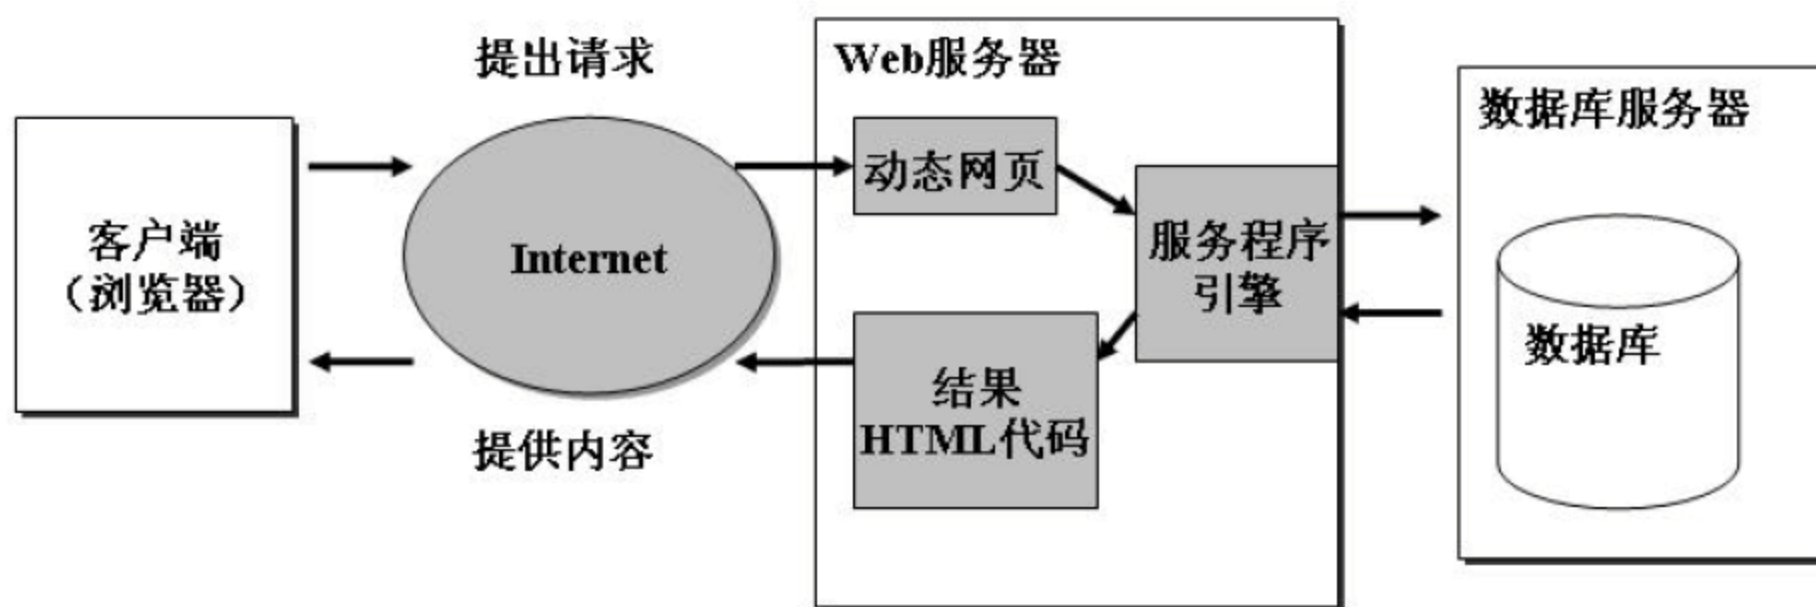 提出请求
Web服务器
数据库服务器
动态网页
客户端
（浏览器）
Internet
服务程序
引擎
数据库
结果
HTML代码
提供内容